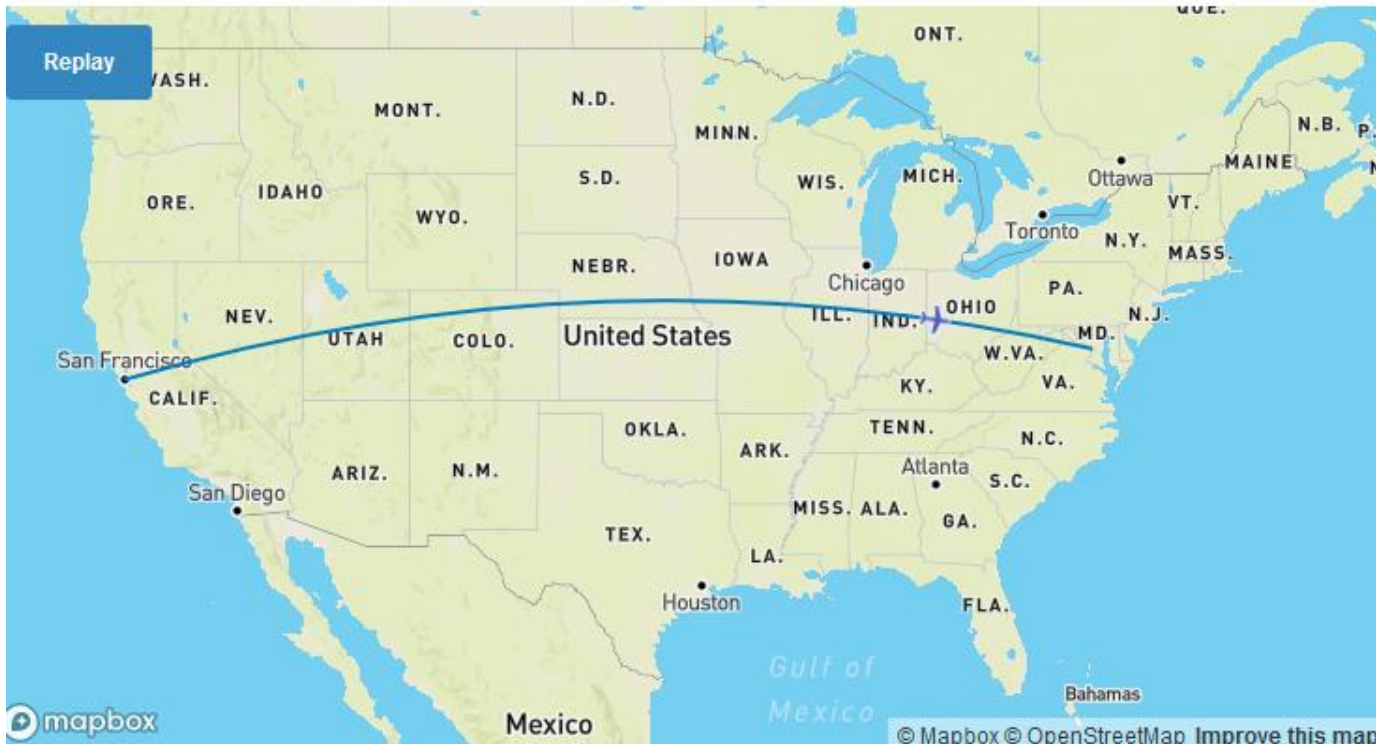 QUE.
ONT.
Replay
WASH.
MONT.
N.D.
MINN.
N.B.
P.
MAINE
Ottawa
ORE.
IDAHO
S.D.
WIS.
MICH.
VT.
WYO.
Toronto
N.Y.
MASS.
NEBR.
IOWA
Chicago
PA.
NEV.
ILL.
IND.
OHIO
N.J.
UTAH
COLO.
United States
MD.
San Francisco
W.VA.
CALIF.
KY.
VA.
OKLA.
TENN.
N.C.
ARIZ.
N.M.
ARK.
Atlanta
S.C.
San Diego
MISS.
ALA.
GA.
TEX.
LA.
Houston
FLA.
Gulf of
Mexico
Bahamas
Mexico
mapbox
© Mapbox © OpenStreetMap Improve this map